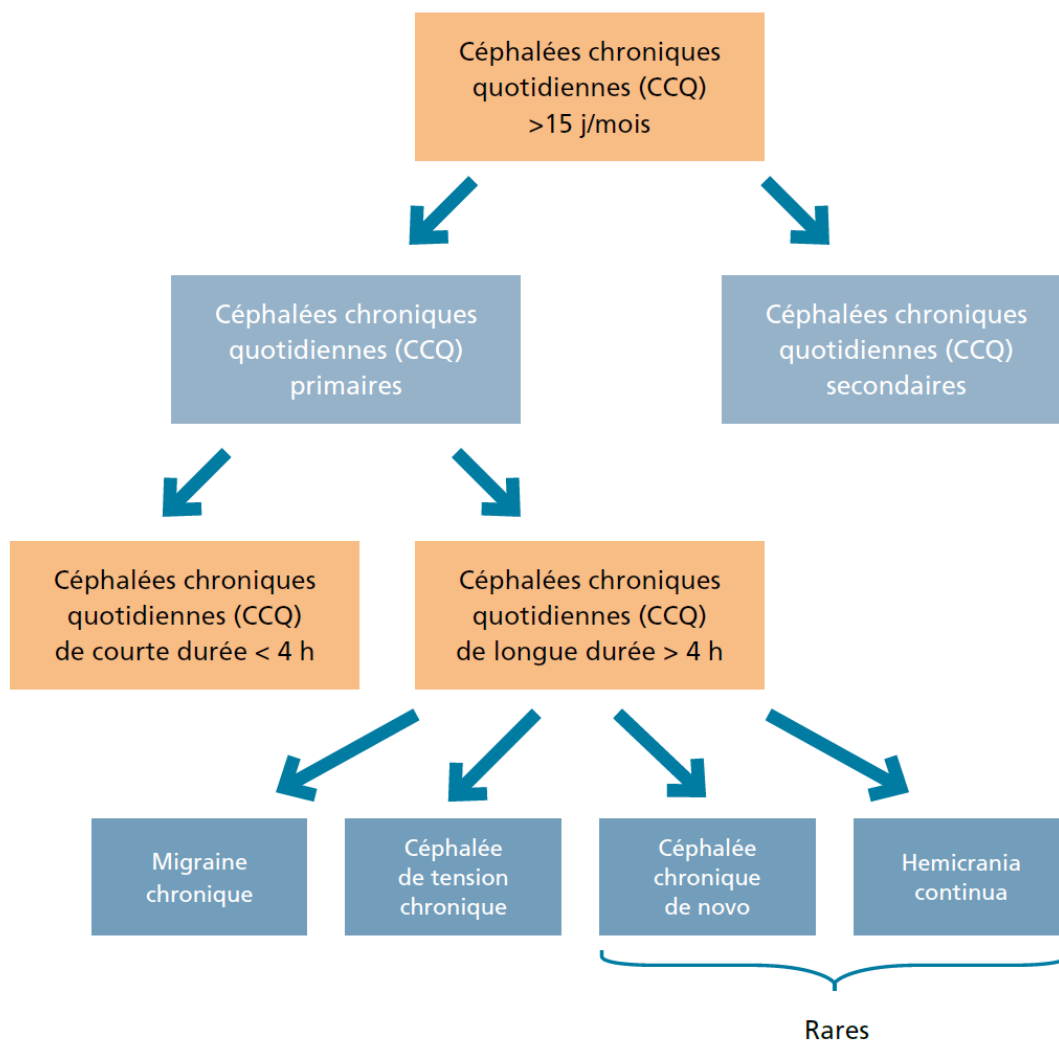 Céphalées chroniques
quotidiennes (CCQ)
>15 j/mois
Céphalées chroniques
quotidiennes (CCQ)
primaires
Céphalées chroniques
quotidiennes (CCQ)
secondaires
Céphalées chroniques
quotidiennes (CCQ)
de courte durée < 4 h
Céphalées chroniques
quotidiennes (CCQ)
de longue durée > 4 h
Migraine
chronique
Céphalée
de tension
chronique
Céphalée
chronique
de novo
Hemicrania
continua
Rares